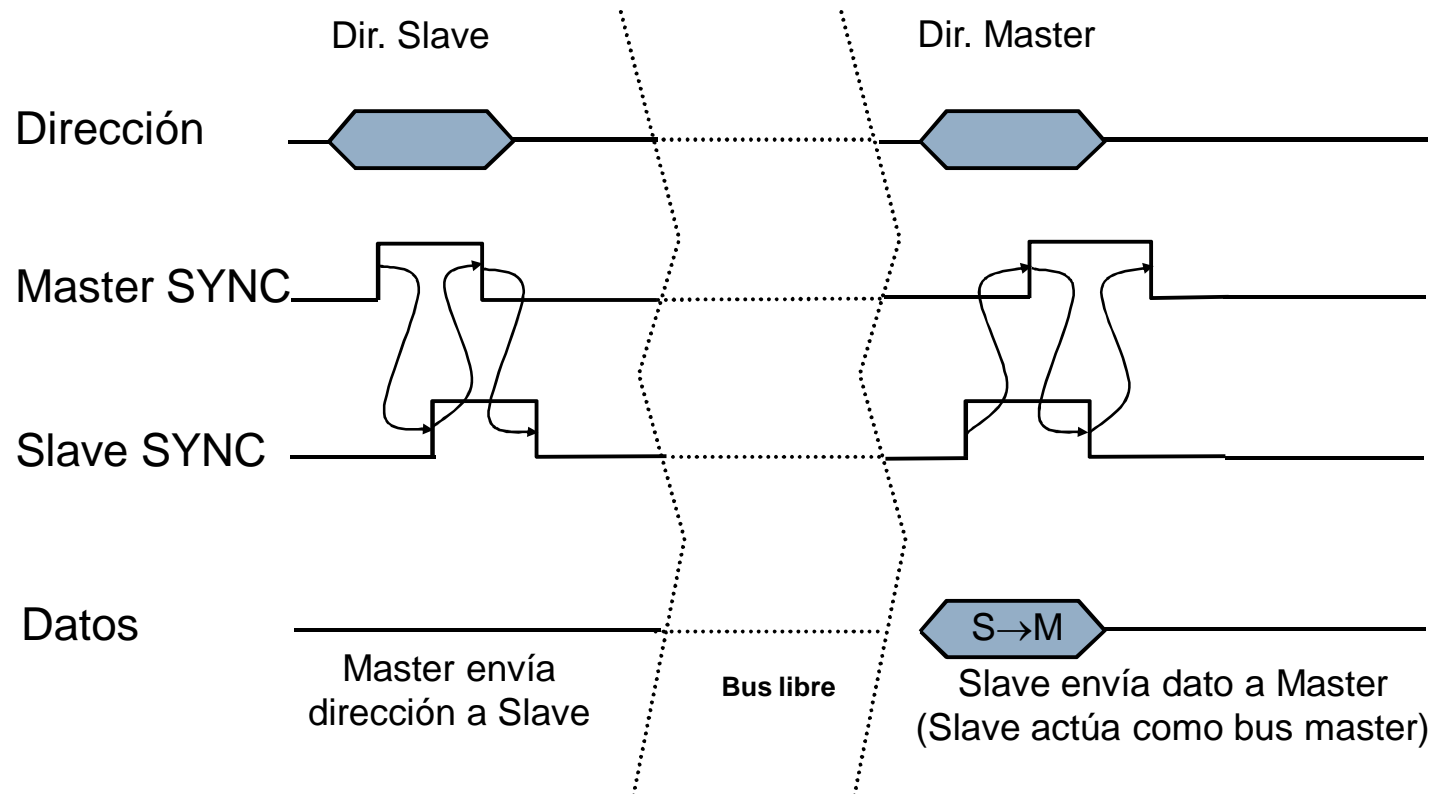 Dir. Slave
Dir. Master
Dirección
Master SYNC
Slave SYNC
Datos
S→M
Master envía
dirección a Slave
Bus libre
Slave envía dato a Master
(Slave actúa como bus master)